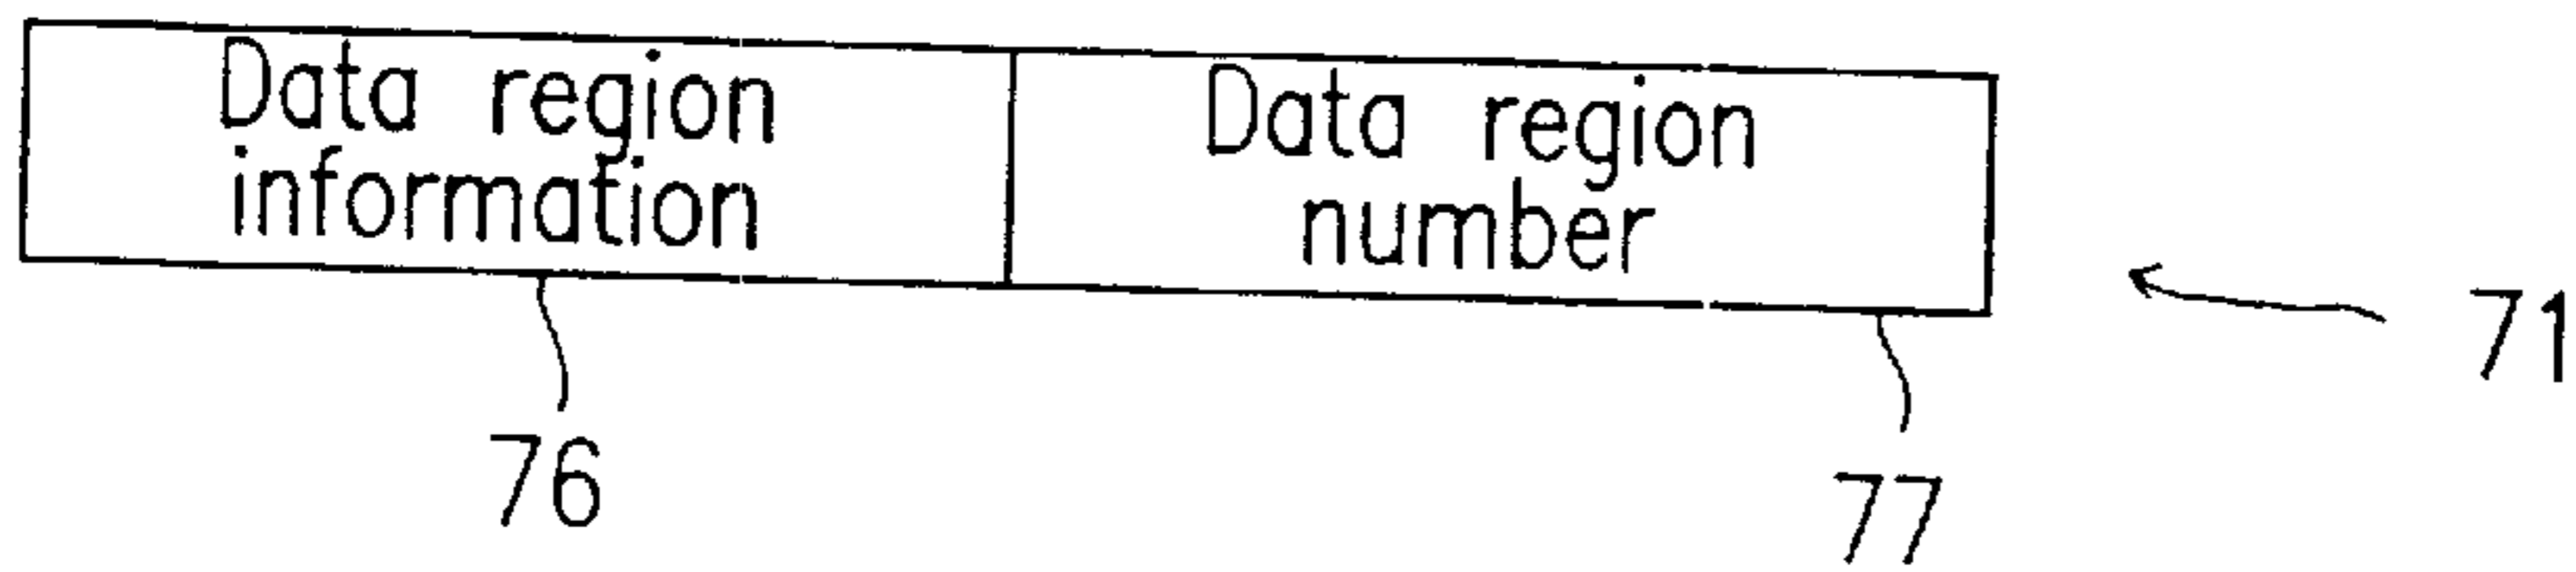 Data region
information
Data region
number
71
76
77